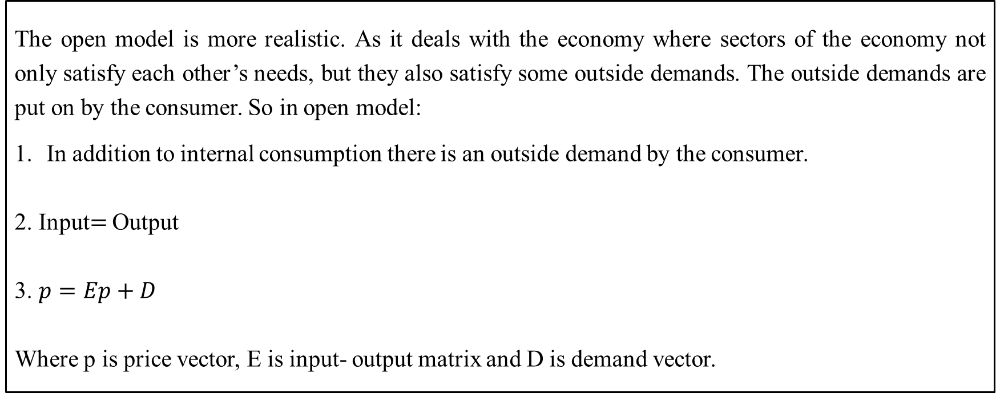 The open model is more realistic. As it deals with the economy where sectors of the economy not
only satisfy each other’s needs, but they also satisfy some outside demands. The outside demands are
put on by the consumer. So in open model:
1. In addition to internal consumption there is an outside demand by the consumer.
2. Input= Output
3. 𝑝 = 𝐸𝑝 + 𝐷
Where p is price vector, E is input- output matrix and D is demand vector.